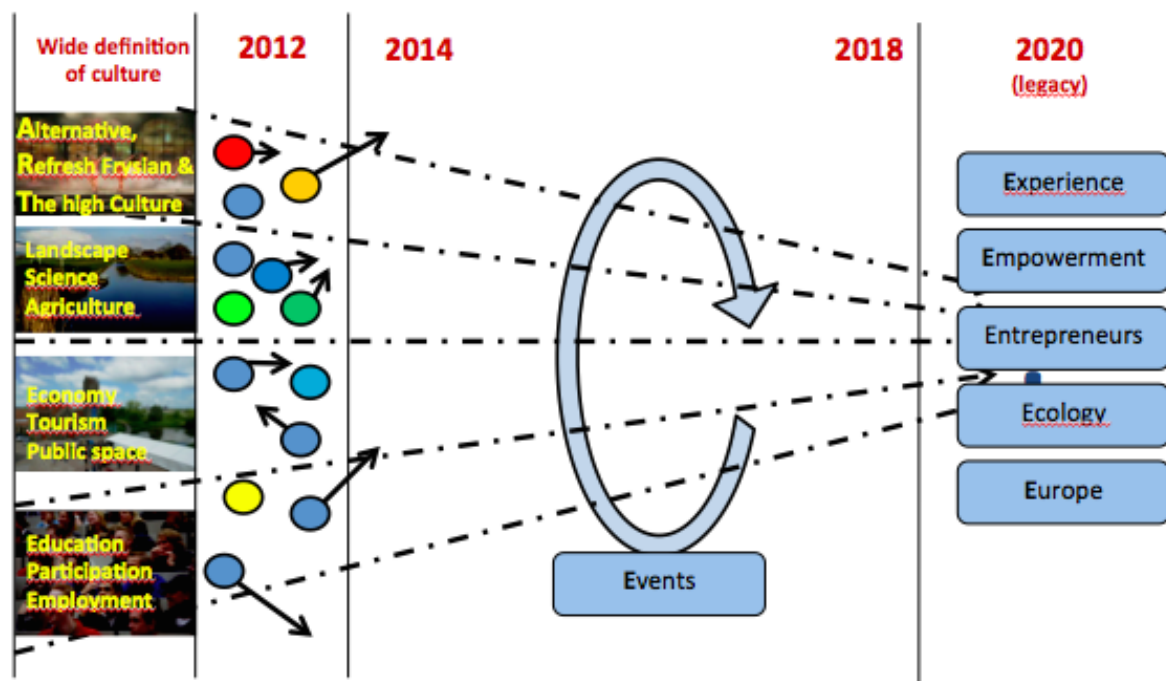 Wide definition
of culture
2012
2014
2018
2020
(legacy)
Alternative,
Refresh Frysian &
The high Culture
Landscape
Science
Agriculture
Economy
Tourism
Public space
Education
Participation
Employment
Events
Experience
Empowerment
Entrepreneurs
Ecology
Europe